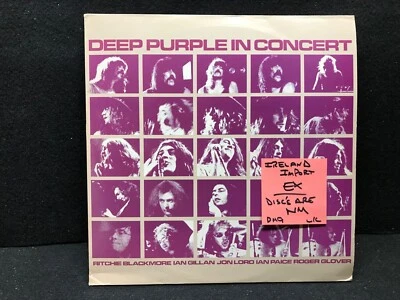 DEEP PURPLE IN CONCERT
IRELAND
IMPORT
EX
DISC'S ARE
NM
RITCHIE BLACKMORE IAN GILLAN JON LORD IAN PAICE ROGER GLOVER